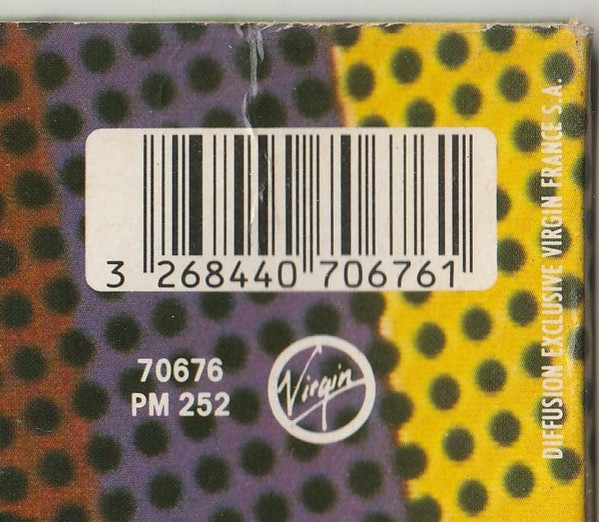 3 268440 706761
70676
PM 252
Virgin
DIFFUSION EXCLUSIVE VIRGIN FRANCE S.A.